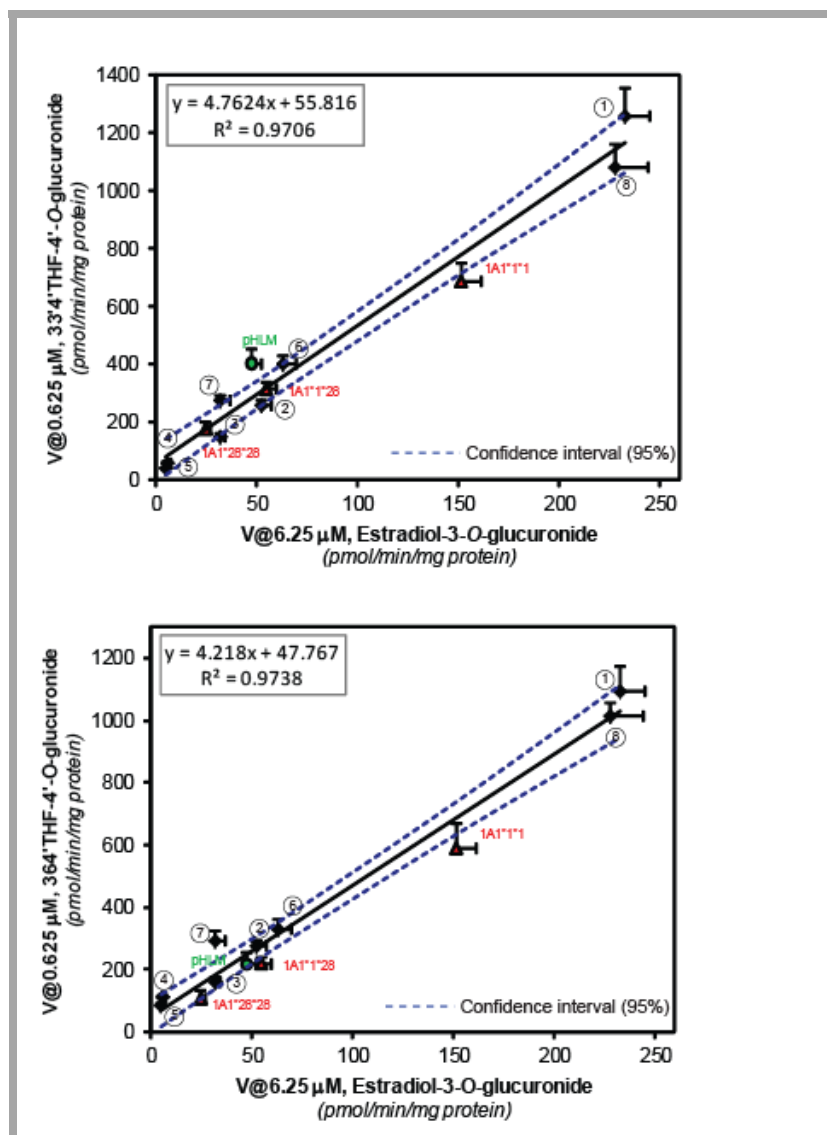 1400
1200
1000
800
600
400
200
0
y = 4.7624x + 55.816
R² = 0.9706
V@0.625 µM, 33'4'THF-4'-O-glucuronide
(pmol/min/mg protein)
1
8
1A1*1*1
pHLM
6
7
1A1*1*28
2
3
4
1A1*28*28
5
Confidence interval (95%)
0 50 100 150 200 250
V@6.25 µM, Estradiol-3-O-glucuronide
(pmol/min/mg protein)
1200
1000
800
600
400
200
0
y = 4.218x + 47.767
R² = 0.9738
V@0.625 µM, 364'THF-4'-O-glucuronide
(pmol/min/mg protein)
1
8
1A1*1*1
6
7
2
pHLM
1A1*1*28
4
3
1A1*28*28
5
Confidence interval (95%)
0 50 100 150 200 250
V@6.25 µM, Estradiol-3-O-glucuronide
(pmol/min/mg protein)